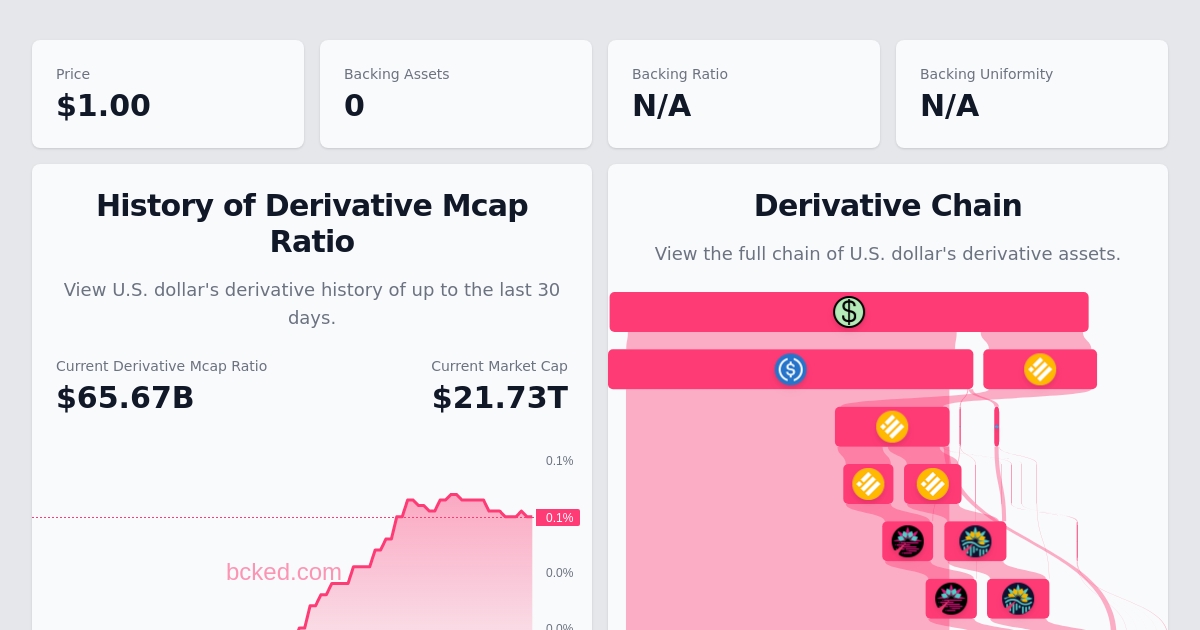 Price
$1.00
Backing Assets
0
Backing Ratio
N/A
Backing Uniformity
N/A
History of Derivative Mcap
Ratio
View U.S. dollar's derivative history of up to the last 30
days.
Current Derivative Mcap Ratio
$65.67B
Current Market Cap
$21.73T
0.1%
0.1%
0.0%
0.0%
bcked.com
Derivative Chain
View the full chain of U.S. dollar's derivative assets.
$
$